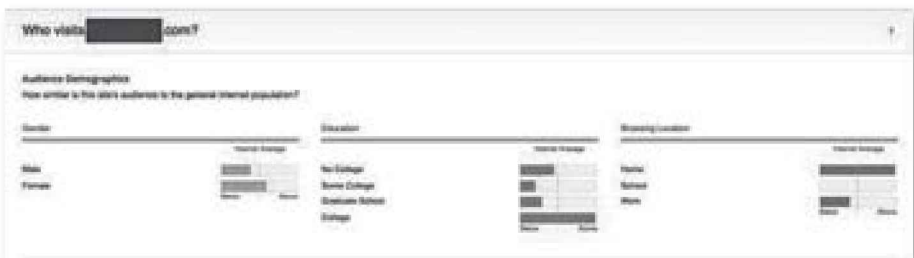 Who visits .com?
?
Audience Demographics
How similar is this site's audience to the general internet population?
Gender
Internet Average
Male
Female
Below Above
Education
Internet Average
No College
Some College
Graduate School
College
Below Above
Browsing Location
Internet Average
Home
School
Work
Below Above